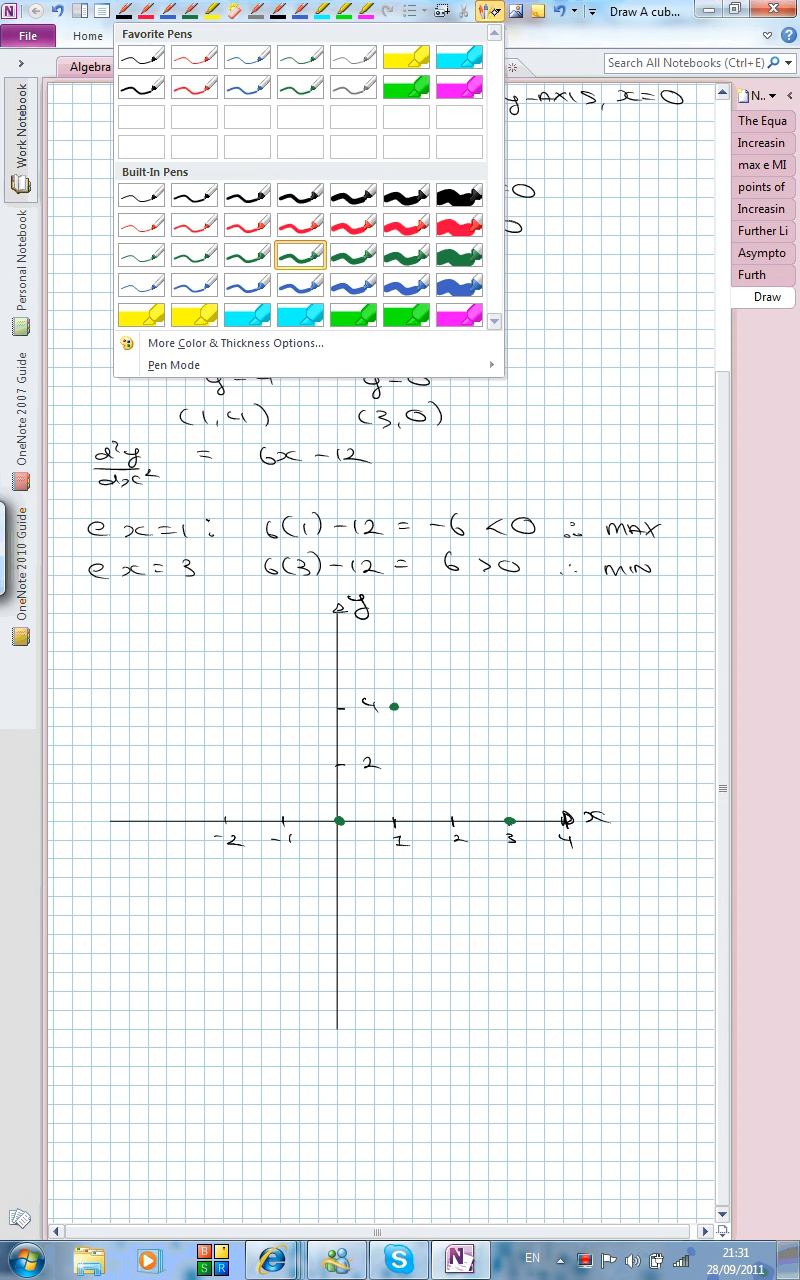 Draw A cub...
File
Home
Favorite Pens
Built-In Pens
More Color & Thickness Options...
Pen Mode
Algebra
Search All Notebooks (Ctrl+E)
Work Notebook
Personal Notebook
OneNote 2007 Guide
OneNote 2010 Guide
N..
The Equa
Increasin
max e MI
points of
Increasin
Further Li
Asympto
Furth
Draw
y-AXIS, x=0
=0
0
(1,4) (3,0)
d²y/dx² = 6x - 12
e x=1 : 6(1)-12 = -6 <0 ∴ MAX
e x=3 6(3)-12 = 6 >0 ∴ MIN
y
4
2
-2 -1 1 2 3 4 x
EN
21:31
28/09/2011